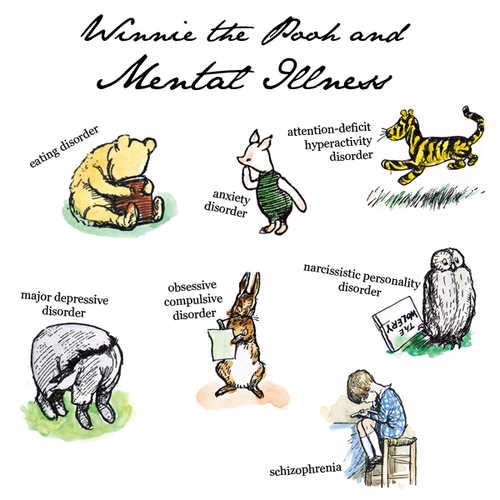 Winnie the Pooh and
Mental Illness
eating disorder
anxiety
disorder
attention-deficit
hyperactivity
disorder
major depressive
disorder
obsessive
compulsive
disorder
narcissistic personality
disorder
THE
WOLERY
schizophrenia